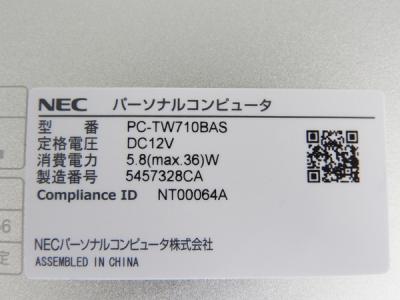 NEC パーソナルコンピュータ
型 番 PC-TW710BAS
定格電圧 DC12V
消費電力 5.8(max.36)W
製造番号 5457328CA
Compliance ID NT00064A
NECパーソナルコンピュータ株式会社
ASSEMBLED IN CHINA
6
定